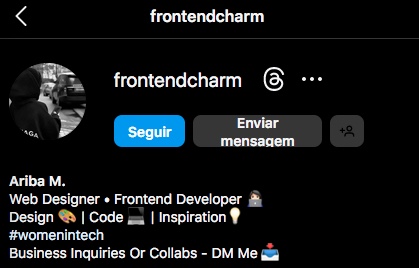 frontendcharm
frontendcharm
Seguir
Enviar
mensagem
Ariba M.
Web Designer • Frontend Developer 👩🏻‍💻
Design 🎨 | Code 💻 | Inspiration💡
#womenintech
Business Inquiries Or Collabs - DM Me 📥